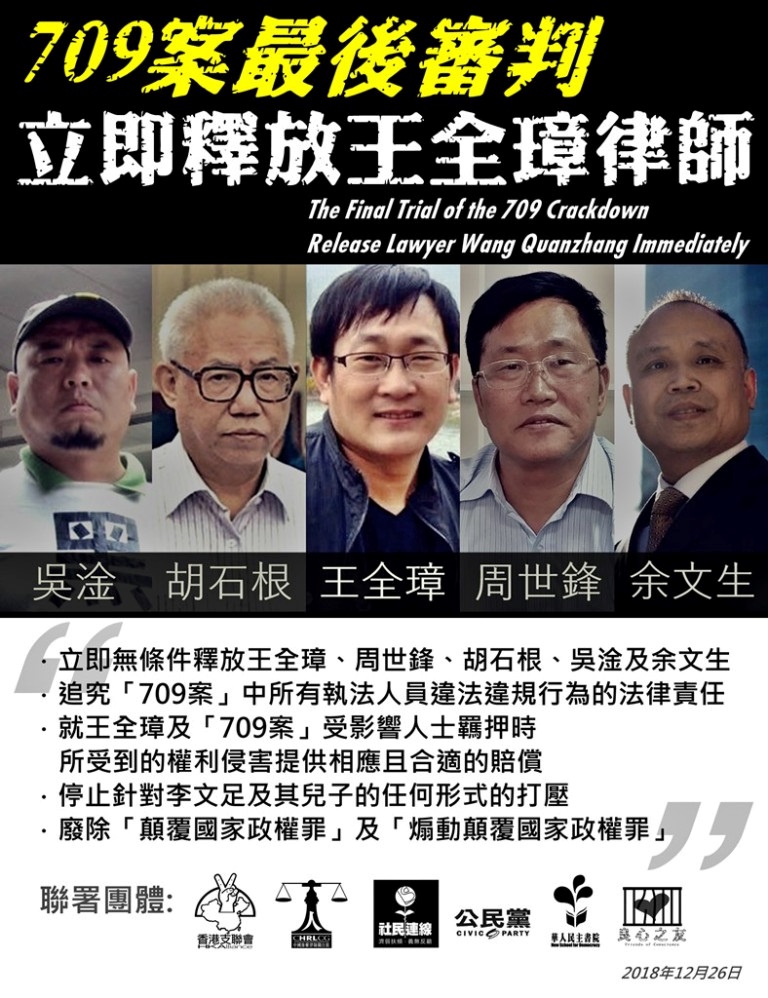 709案最後審判
立即釋放王全璋律師
The Final Trial of the 709 Crackdown
Release Lawyer Wang Quanzhang Immediately
吳淦 胡石根 王全璋 周世鋒 余文生
· 立即無條件釋放王全璋、周世鋒、胡石根、吳淦及余文生
· 追究「709案」中所有執法人員違法違規行為的法律責任
· 就王全璋及「709案」受影響人士羈押時
所受到的權利侵害提供相應且合適的賠償
· 停止針對李文足及其兒子的任何形式的打壓
· 廢除「顛覆國家政權罪」及「煽動顛覆國家政權罪」
聯署團體:
香港支聯會
HKAlliance
CHRLCG
社民連線
公民黨
CIVIC PARTY
華人民主書院
New School for Democracy
良心之友
Friends of Conscience
2018年12月26日